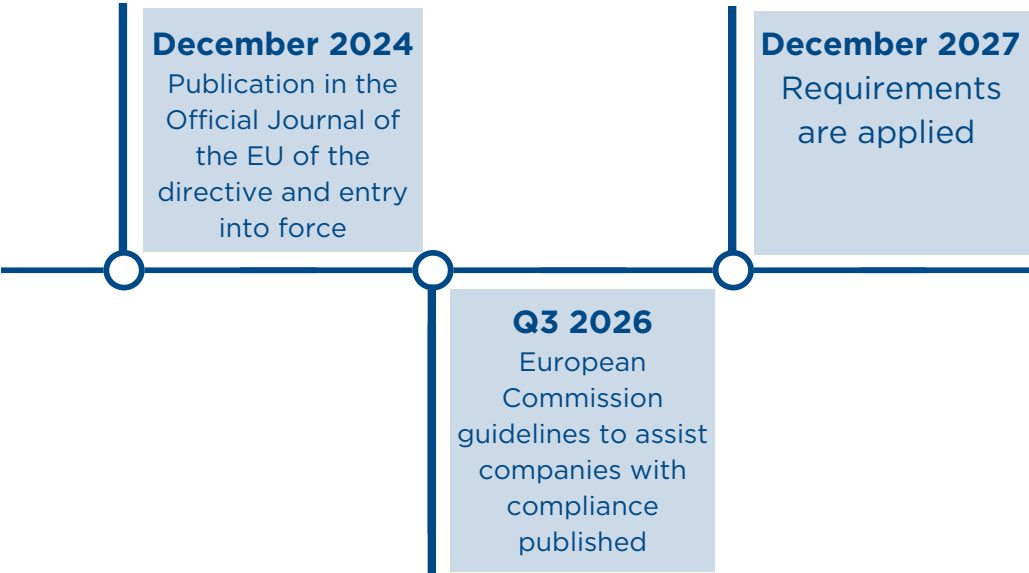 December 2024
Publication in the
Official Journal of
the EU of the
directive and entry
into force
Q3 2026
European
Commission
guidelines to assist
companies with
compliance
published
December 2027
Requirements
are applied